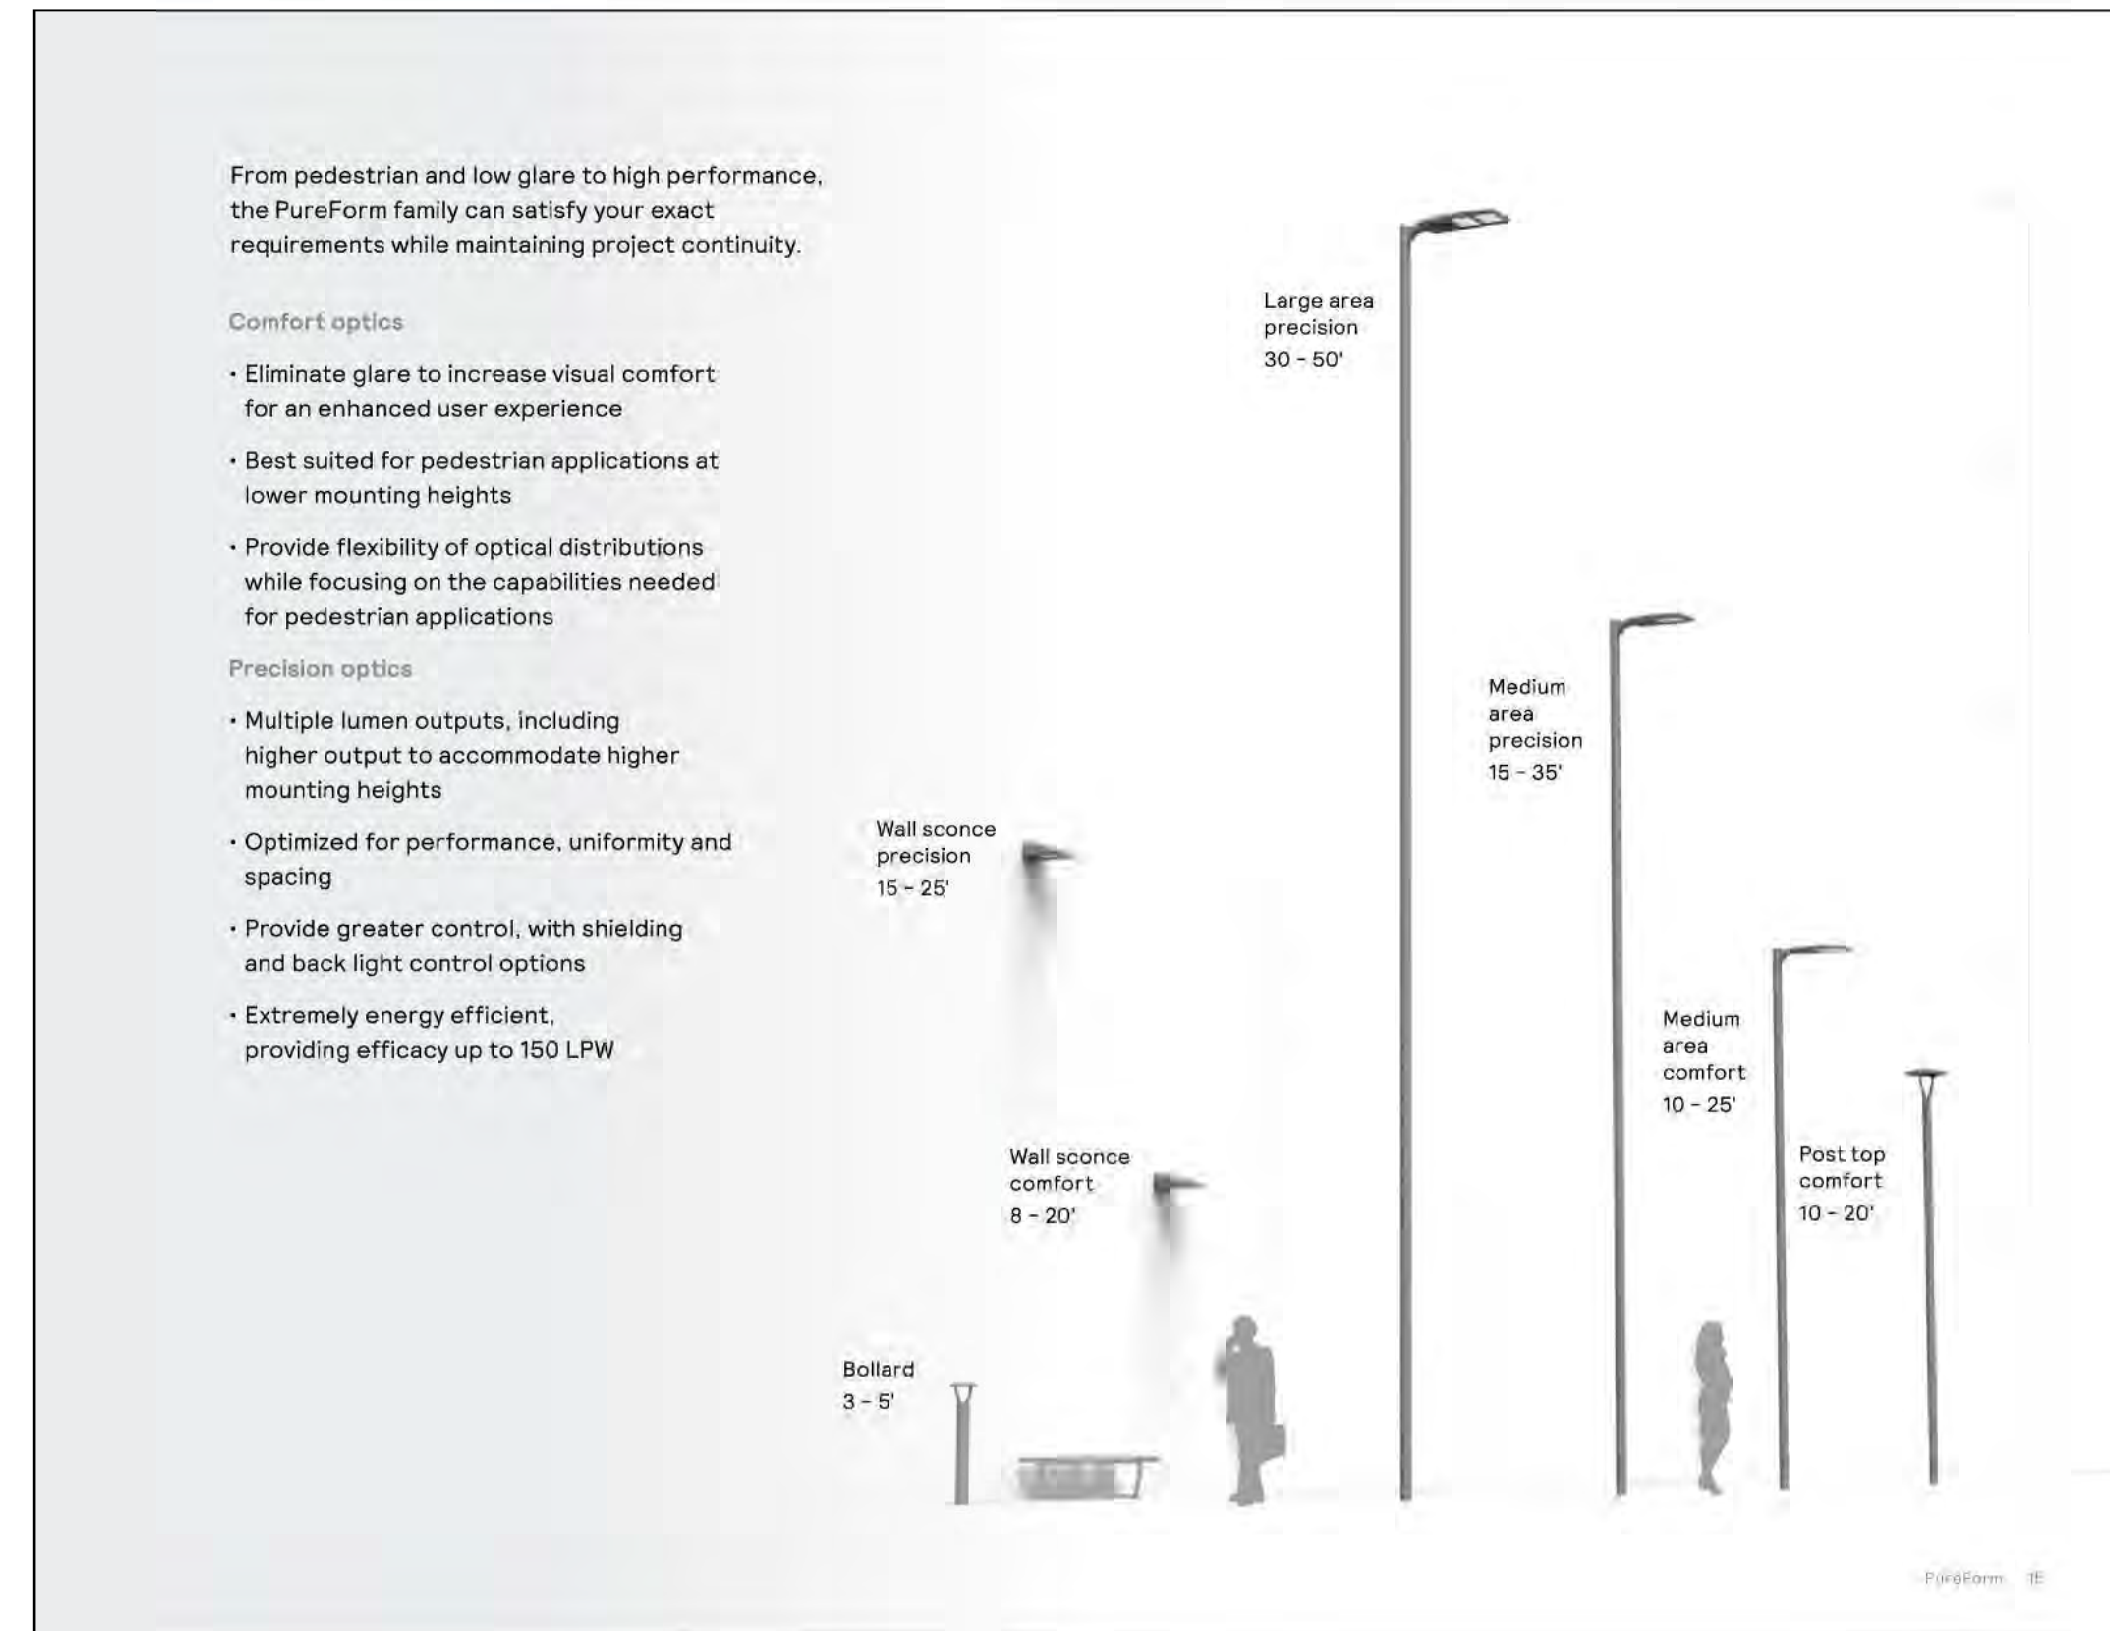 From pedestrian and low glare to high performance,
the PureForm family can satisfy your exact
requirements while maintaining project continuity.
Comfort optics
• Eliminate glare to increase visual comfort
for an enhanced user experience
• Best suited for pedestrian applications at
lower mounting heights
• Provide flexibility of optical distributions
while focusing on the capabilities needed
for pedestrian applications
Precision optics
• Multiple lumen outputs, including
higher output to accommodate higher
mounting heights
• Optimized for performance, uniformity and
spacing
• Provide greater control, with shielding
and back light control options
• Extremely energy efficient,
providing efficacy up to 150 LPW
Large area
precision
30 - 50'
Medium
area
precision
15 - 35'
Wall sconce
precision
15 - 25'
Medium
area
comfort
10 - 25'
Wall sconce
comfort
8 - 20'
Post top
comfort
10 - 20'
Bollard
3 - 5'
PureForm